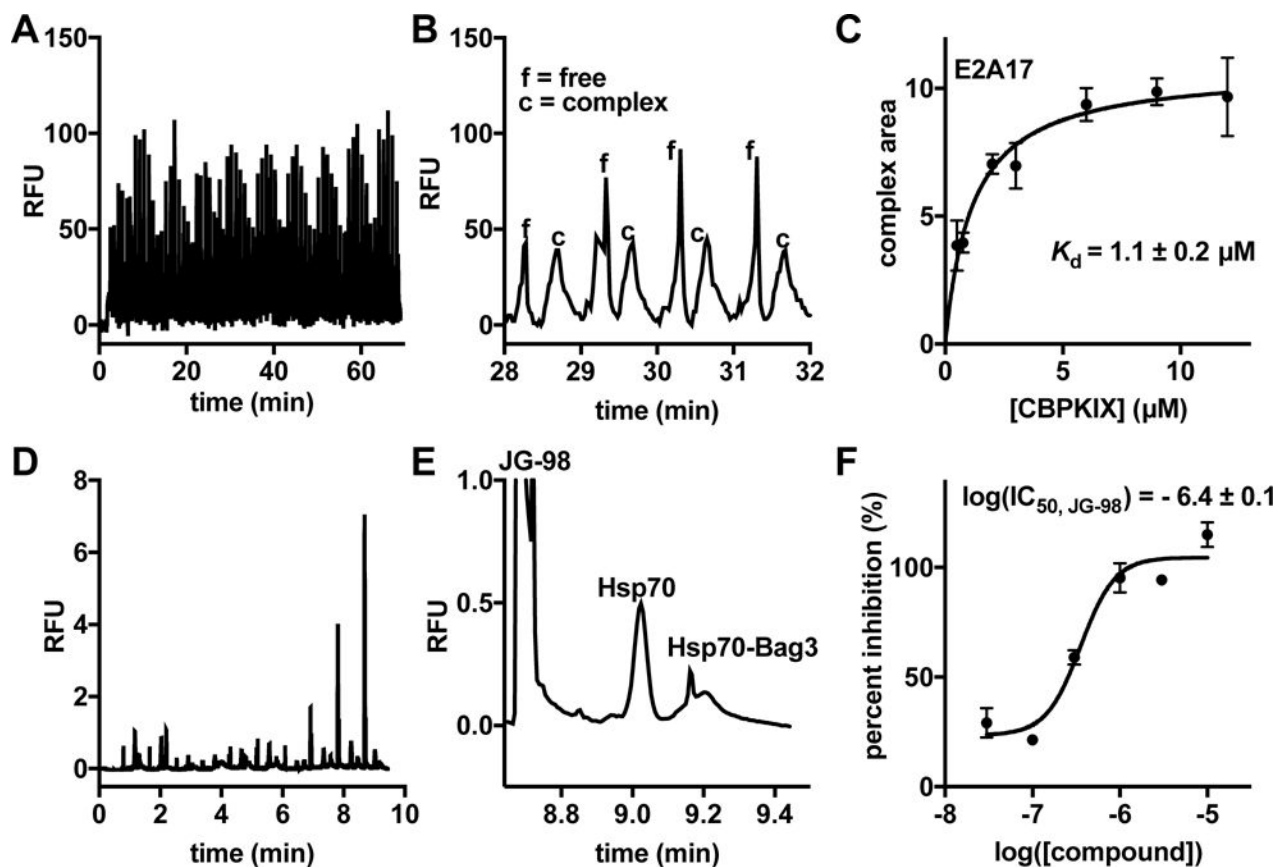 A
RFU
150
100
50
0
0 20 40 60
time (min)
B
RFU
150
100
50
0
f = free
c = complex
f c f c f c f c
28 29 30 31 32
time (min)
C
complex area
10
5
0
E2A17
Kd = 1.1 ± 0.2 µM
0 5 10
[CBPKIX] (µM)
D
RFU
8
6
4
2
0
0 2 4 6 8 10
time (min)
E
RFU
1.0
0.5
0.0
JG-98
Hsp70
Hsp70-Bag3
8.8 9.0 9.2 9.4
time (min)
F
percent inhibition (%)
100
50
0
log(IC50, JG-98) = - 6.4 ± 0.1
-8 -7 -6 -5
log([compound])